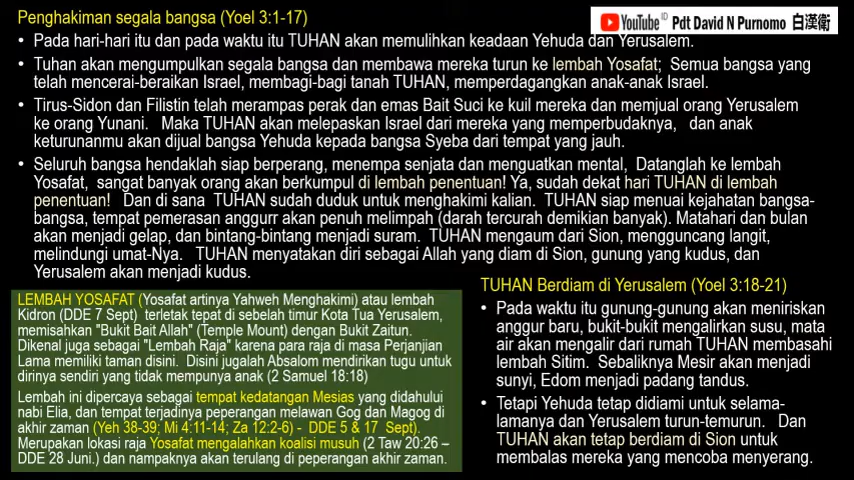 Penghakiman segala bangsa (Yoel 3:1-17)
YouTube ID Pdt David N Purnomo 白漢衛
• Pada hari-hari itu dan pada waktu itu TUHAN akan memulihkan keadaan Yehuda dan Yerusalem.
• Tuhan akan mengumpulkan segala bangsa dan membawa mereka turun ke lembah Yosafat; Semua bangsa yang
telah mencerai-beraikan Israel, membagi-bagi tanah TUHAN, memperdagangkan anak-anak Israel.
• Tirus-Sidon dan Filistin telah merampas perak dan emas Bait Suci ke kuil mereka dan menjual orang Yerusalem
ke orang Yunani. Maka TUHAN akan melepaskan Israel dari mereka yang memperbudaknya, dan anak
keturunanmu akan dijual bangsa Yehuda kepada bangsa Syeba dari tempat yang jauh.
• Seluruh bangsa hendaklah siap berperang, menempa senjata dan menguatkan mental, Datanglah ke lembah
Yosafat, sangat banyak orang akan berkumpul di lembah penentuan! Ya, sudah dekat hari TUHAN di lembah
penentuan! Dan di sana TUHAN sudah duduk untuk menghakimi kalian. TUHAN siap menuai kejahatan bangsa-
bangsa, tempat pemerasan anggurr akan penuh melimpah (darah tercurah demikian banyak). Matahari dan bulan
akan menjadi gelap, dan bintang-bintang menjadi suram. TUHAN mengaum dari Sion, mengguncang langit,
melindungi umat-Nya. TUHAN menyatakan diri sebagai Allah yang diam di Sion, gunung yang kudus, dan
Yerusalem akan menjadi kudus.
LEMBAH YOSAFAT (Yosafat artinya Yahweh Menghakimi) atau lembah
Kidron (DDE 7 Sept) terletak tepat di sebelah timur Kota Tua Yerusalem,
memisahkan "Bukit Bait Allah" (Temple Mount) dengan Bukit Zaitun.
Dikenal juga sebagai "Lembah Raja" karena para raja di masa Perjanjian
Lama memiliki taman disini. Disini jugalah Absalom mendirikan tugu untuk
dirinya sendiri yang tidak mempunya anak (2 Samuel 18:18)
Lembah ini dipercaya sebagai tempat kedatangan Mesias yang didahului
nabi Elia, dan tempat terjadinya peperangan melawan Gog dan Magog di
akhir zaman (Yeh 38-39; Mi 4:11-14; Za 12:2-6) - DDE 5 & 17 Sept).
Merupakan lokasi raja Yosafat mengalahkan koalisi musuh (2 Taw 20:26 –
DDE 28 Juni.) dan nampaknya akan terulang di peperangan akhir zaman.
TUHAN Berdiam di Yerusalem (Yoel 3:18-21)
• Pada waktu itu gunung-gunung akan meniriskan
anggur baru, bukit-bukit mengalirkan susu, mata
air akan mengalir dari rumah TUHAN membasahi
lembah Sitim. Sebaliknya Mesir akan menjadi
sunyi, Edom menjadi padang tandus.
• Tetapi Yehuda tetap didiami untuk selama-
lamanya dan Yerusalem turun-temurun. Dan
TUHAN akan tetap berdiam di Sion untuk
membalas mereka yang mencoba menyerang.